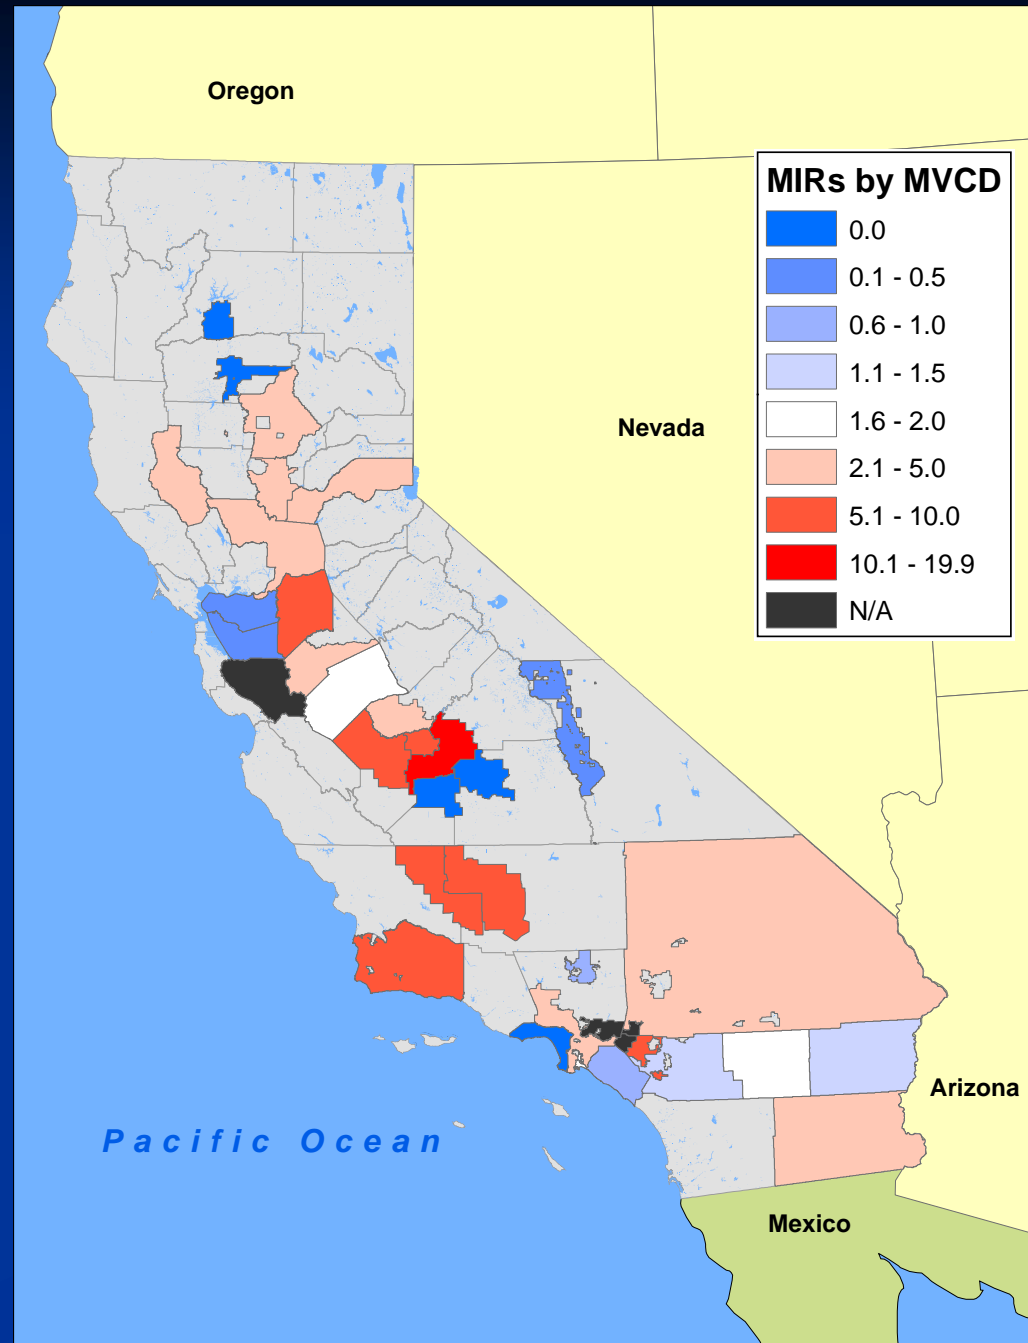 Oregon
MIRs by MVCD
0.0
0.1 - 0.5
0.6 - 1.0
1.1 - 1.5
1.6 - 2.0
2.1 - 5.0
5.1 - 10.0
10.1 - 19.9
N/A
Nevada
Arizona
Pacific Ocean
Mexico